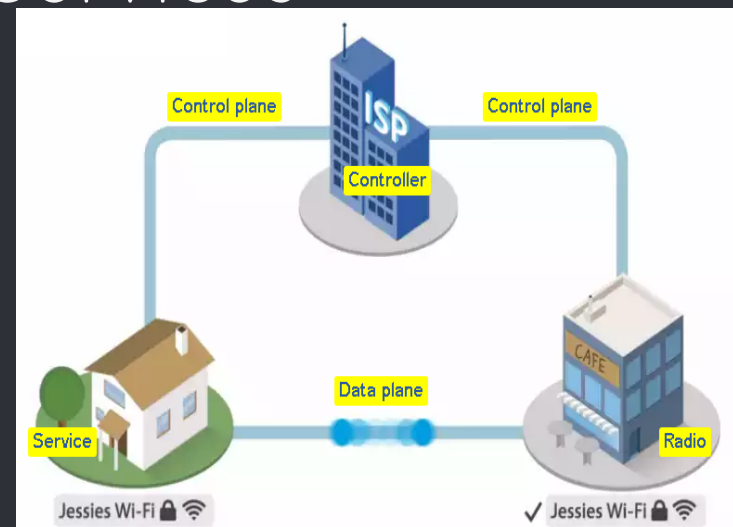 Control plane
Control plane
ISP
Controller
CAFE
Data plane
Service
Radio
Jessies Wi-Fi
✓ Jessies Wi-Fi